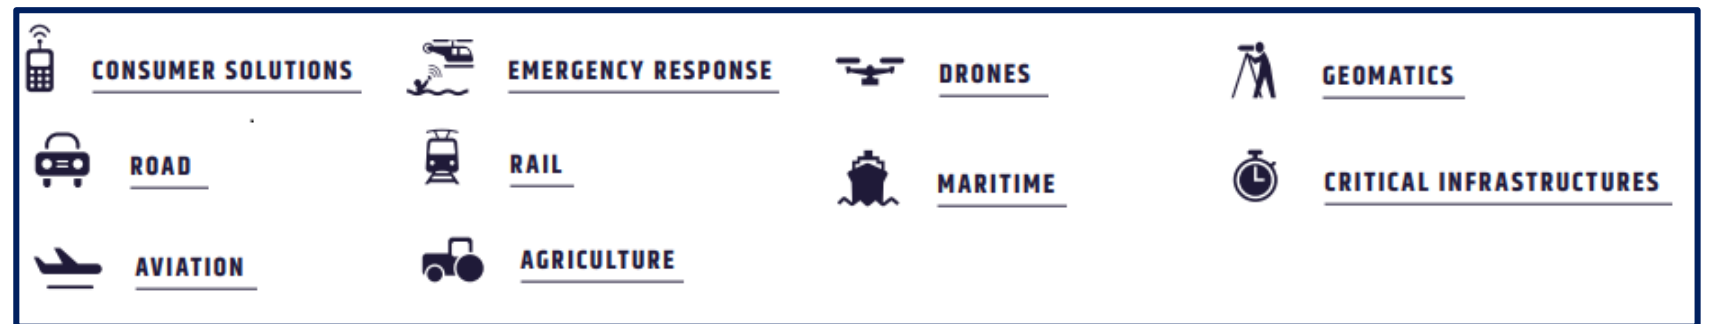 CONSUMER SOLUTIONS
EMERGENCY RESPONSE
DRONES
GEOMATICS
ROAD
RAIL
MARITIME
CRITICAL INFRASTRUCTURES
AVIATION
AGRICULTURE